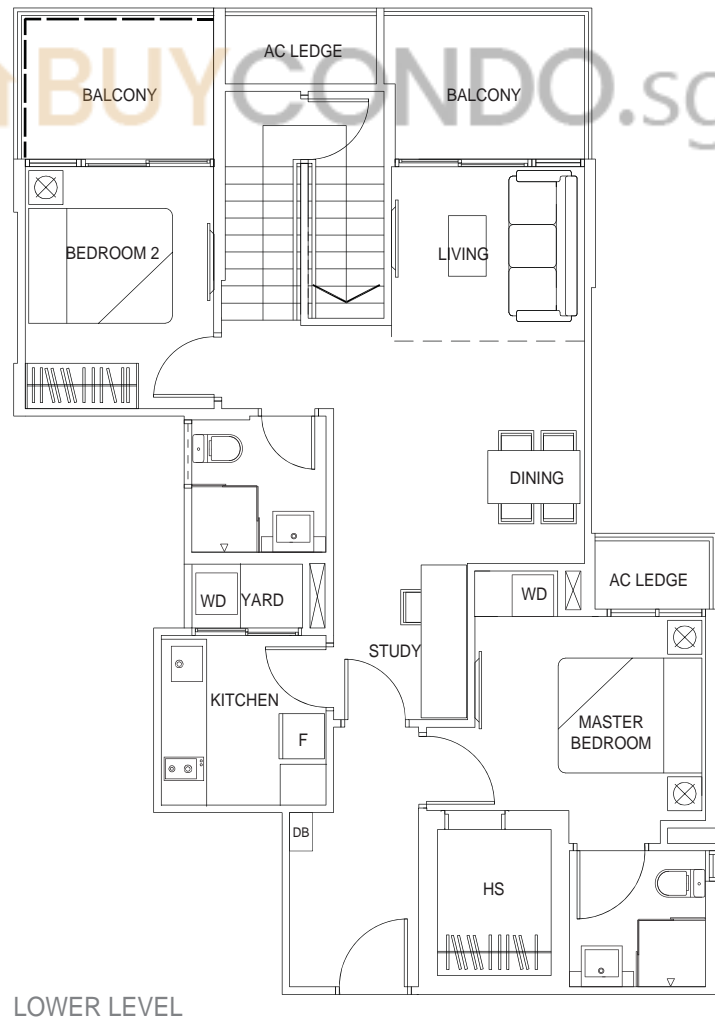 AC LEDGE
BUYCONDO.sg
BALCONY
BALCONY
BEDROOM 2
LIVING
DINING
AC LEDGE
WD
YARD
WD
STUDY
KITCHEN
F
MASTER
BEDROOM
DB
HS
LOWER LEVEL